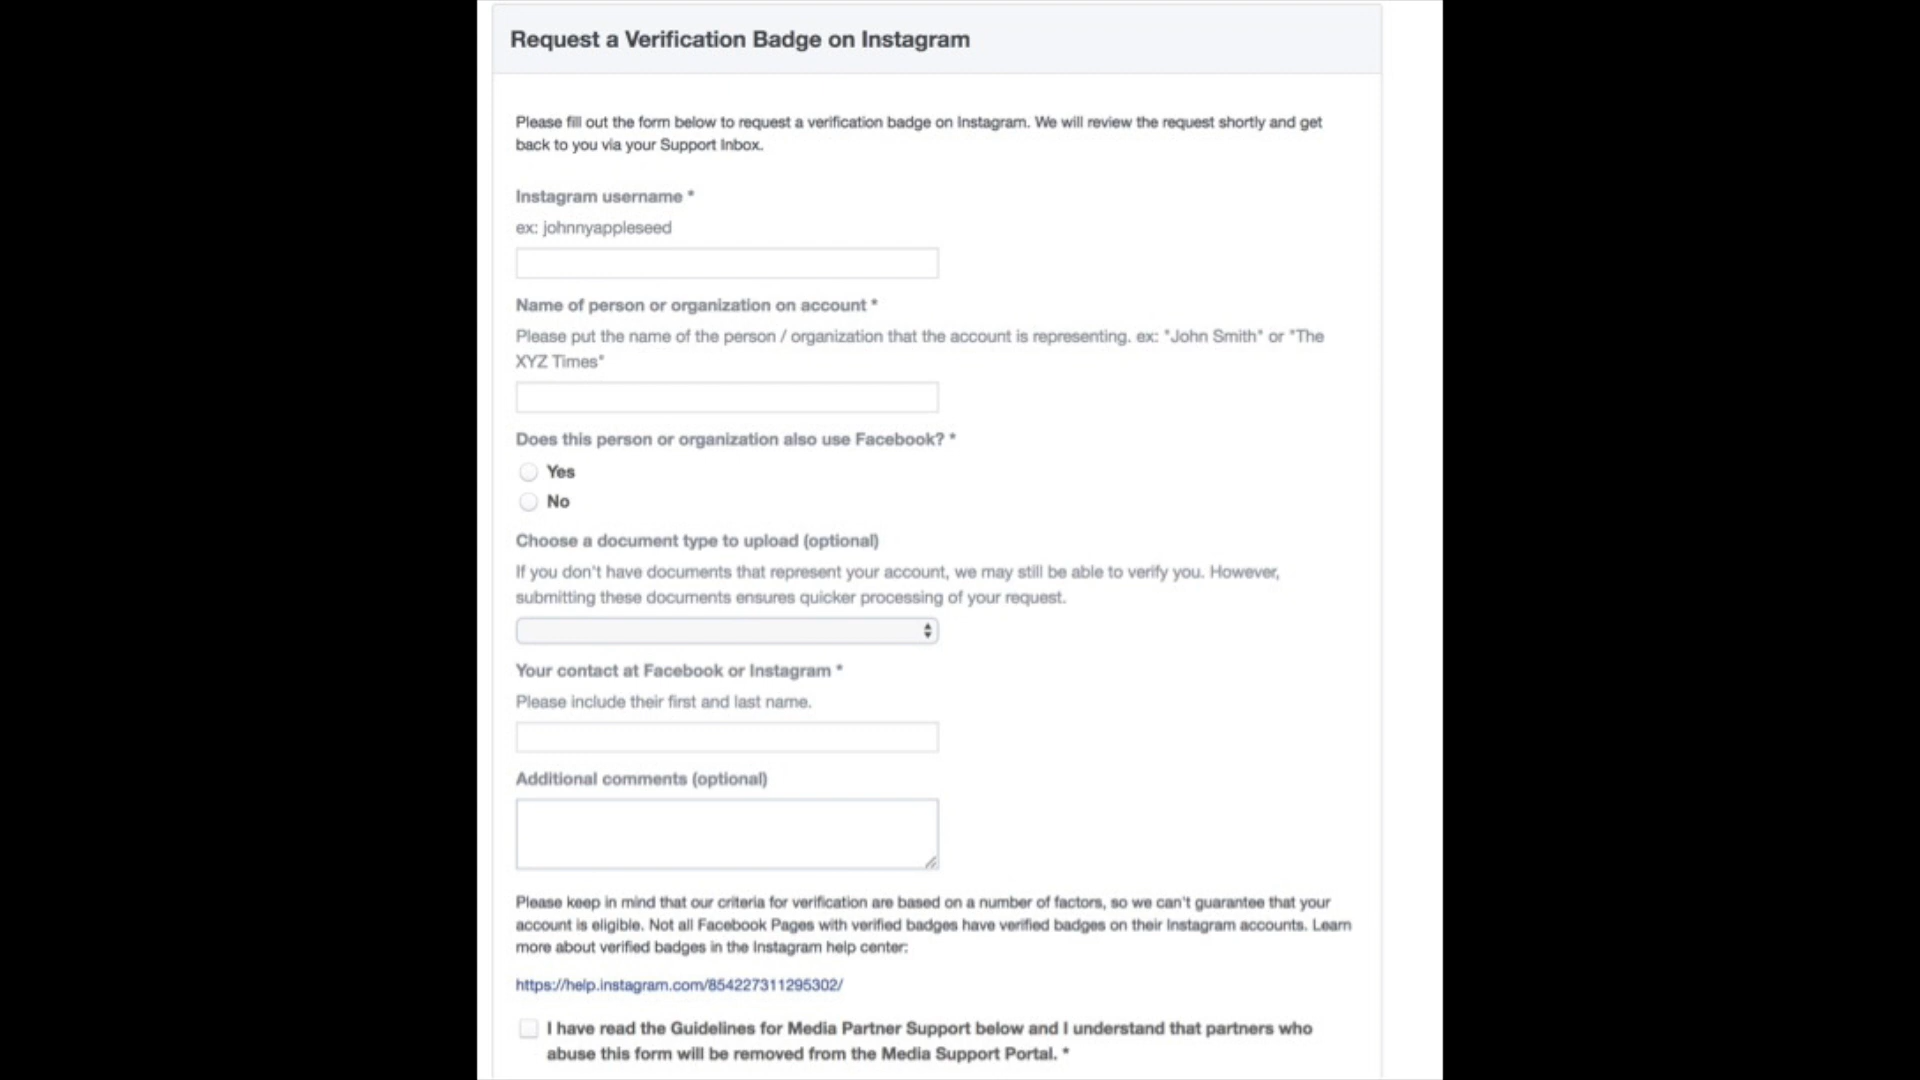 Request a Verification Badge on Instagram
Please fill out the form below to request a verification badge on Instagram. We will review the request shortly and get
back to you via your Support Inbox.
Instagram username *
ex: johnnyappleseed
Name of person or organization on account *
Please put the name of the person / organization that the account is representing. ex: "John Smith" or "The
XYZ Times"
Does this person or organization also use Facebook? *
Yes
No
Choose a document type to upload (optional)
If you don't have documents that represent your account, we may still be able to verify you. However,
submitting these documents ensures quicker processing of your request.
Your contact at Facebook or Instagram *
Please include their first and last name.
Additional comments (optional)
Please keep in mind that our criteria for verification are based on a number of factors, so we can't guarantee that your
account is eligible. Not all Facebook Pages with verified badges have verified badges on their Instagram accounts. Learn
more about verified badges in the Instagram help center:
https://help.instagram.com/854227311295302/
I have read the Guidelines for Media Partner Support below and I understand that partners who
abuse this form will be removed from the Media Support Portal. *